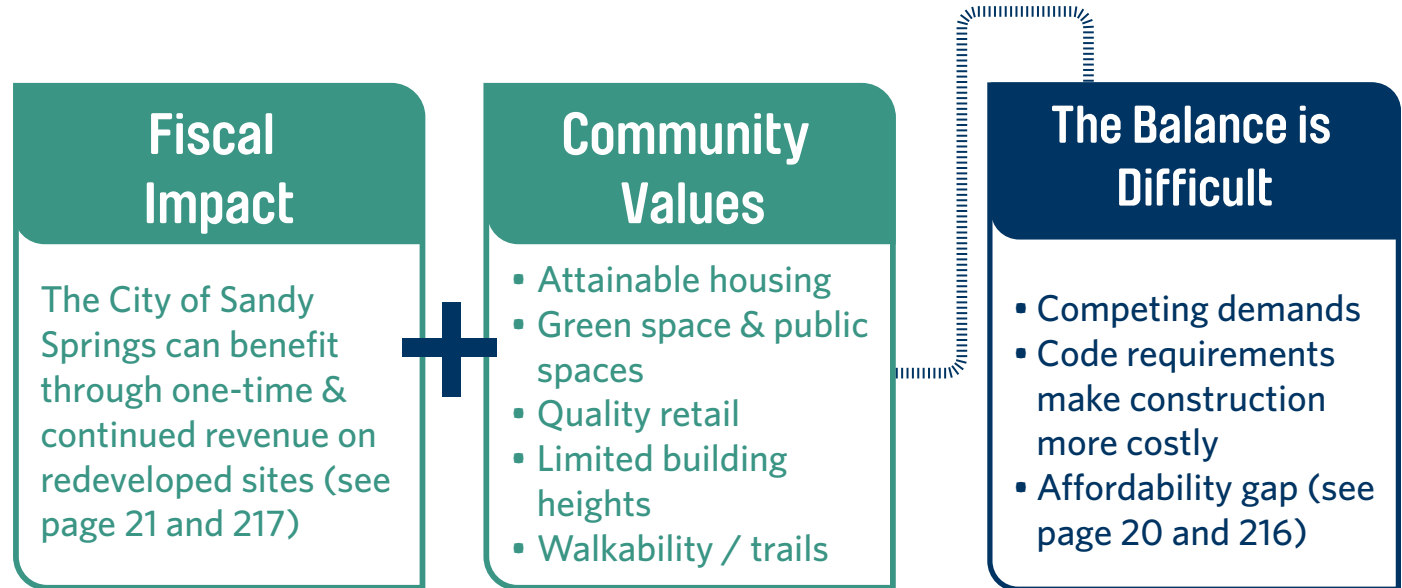 Fiscal
Impact
The City of Sandy
Springs can benefit
through one-time &
continued revenue on
redeveloped sites (see
page 21 and 217)
+
Community
Values
• Attainable housing
• Green space & public
spaces
• Quality retail
• Limited building
heights
• Walkability / trails
The Balance is
Difficult
• Competing demands
• Code requirements
make construction
more costly
• Affordability gap (see
page 20 and 216)